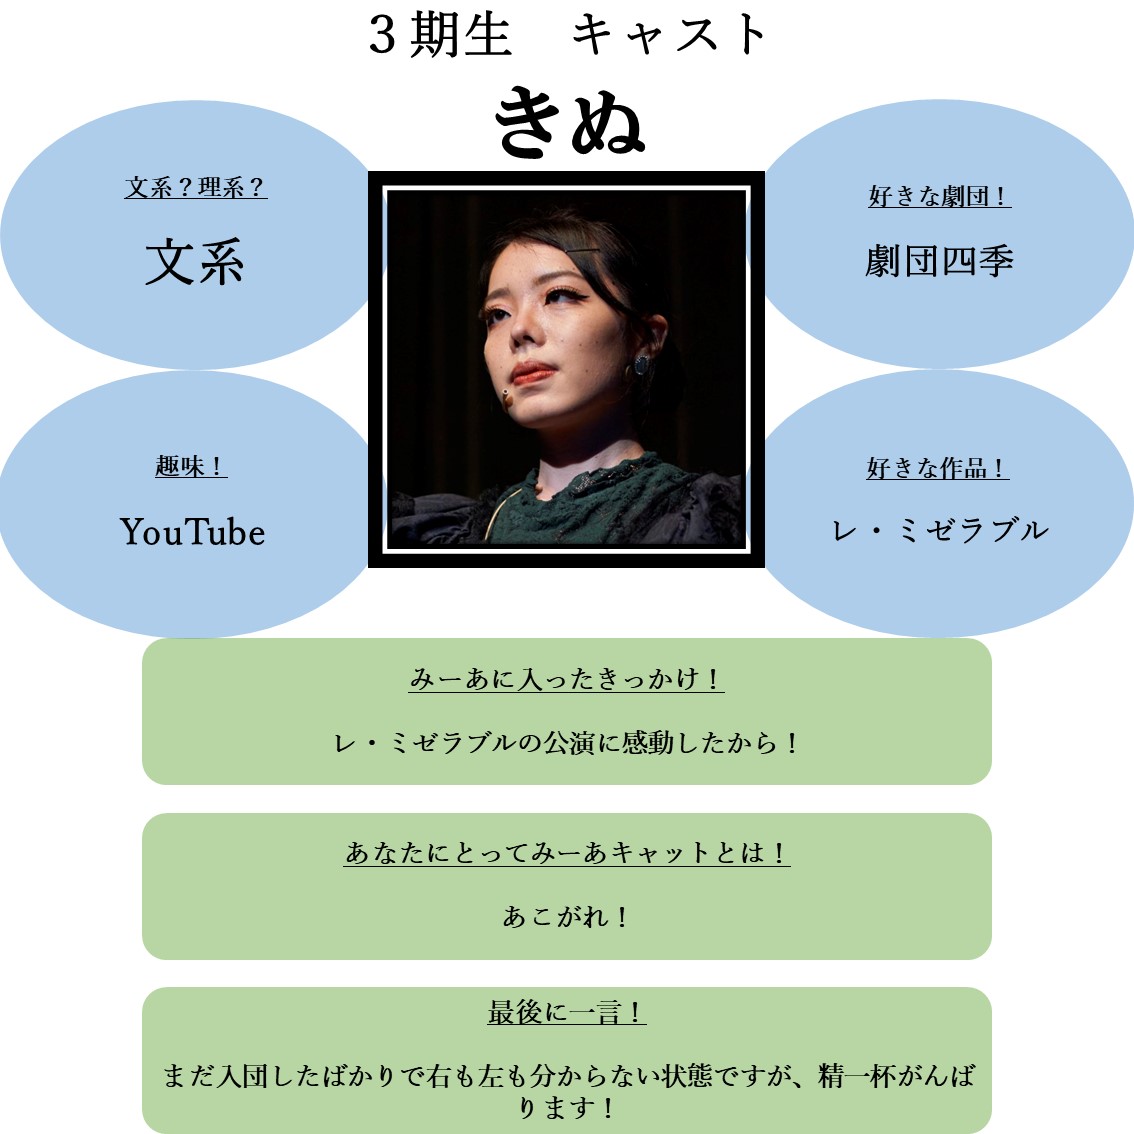 ３期生　キャスト
きぬ
文系？理系？
文系
好きな劇団！
劇団四季
趣味！
YouTube
好きな作品！
レ・ミゼラブル
みーあに入ったきっかけ！
レ・ミゼラブルの公演に感動したから！
あなたにとってみーあキャットとは！
あこがれ！
最後に一言！
まだ入団したばかりで右も左も分からない状態ですが、精一杯がんば
ります！